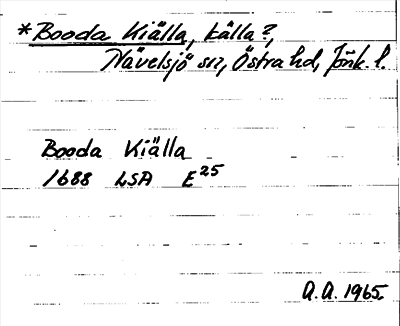 *Booda Kiälla, källa?,
Nävelsjö sn, Östra hd, Jönk. l.
Booda Kiälla
1688 LSA E25
A.A. 1965